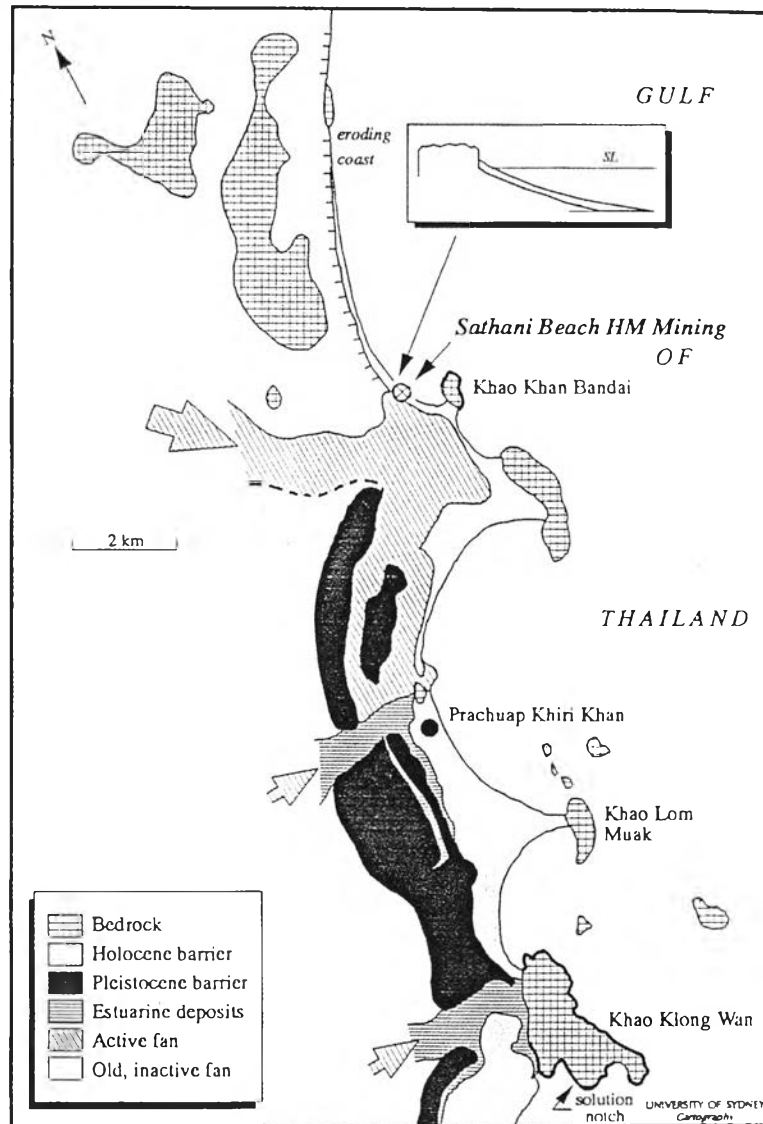 N
GULF
eroding
coast
SL
Sathani Beach HM Mining
OF
Khao Khan Bandai
2 km
THAILAND
Prachuap Khiri Khan
Khao Lom
Muak
Bedrock
Holocene barrier
Pleistocene barrier
Estuarine deposits
Active fan
Old, inactive fan
Khao Klong Wan
solution
notch
UNIVERSITY OF SYDNEY
Cartography